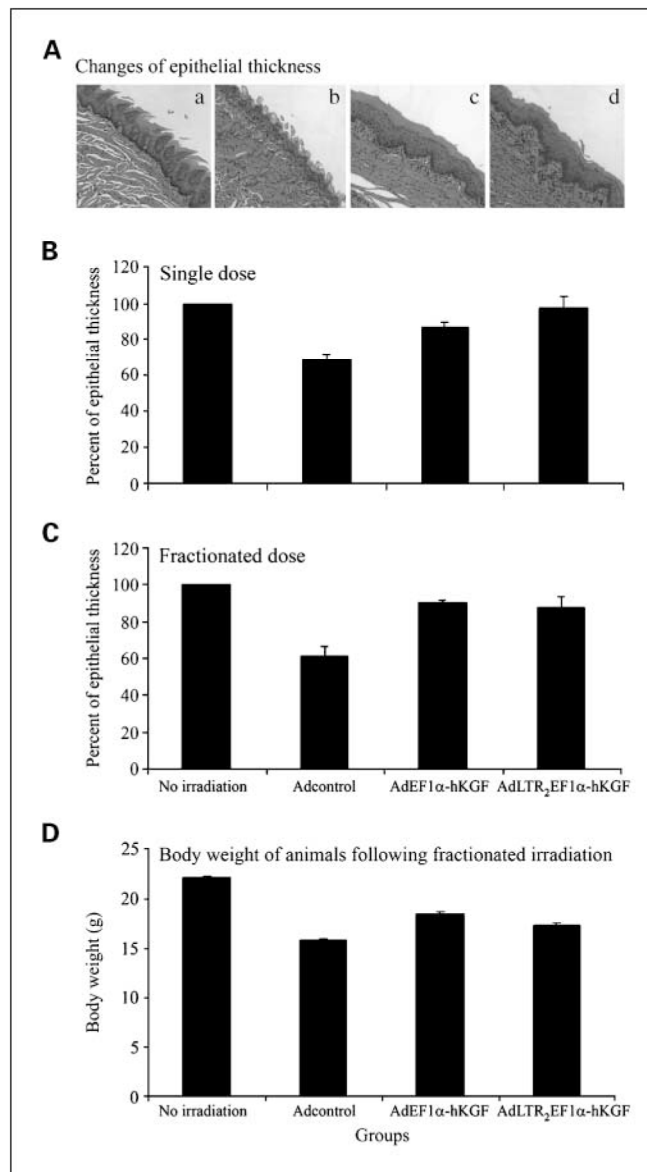 A
Changes of epithelial thickness
a b c d
B
Single dose
Percent of epithelial thickness
120
100
80
60
40
20
0
C
Fractionated dose
Percent of epithelial thickness
120
100
80
60
40
20
0
No irradiation Adcontrol AdEF1α-hKGF AdLTR₂EF1α-hKGF
D
Body weight of animals following fractionated irradiation
Body weight (g)
25
20
15
10
5
0
No irradiation Adcontrol AdEF1α-hKGF AdLTR₂EF1α-hKGF
Groups